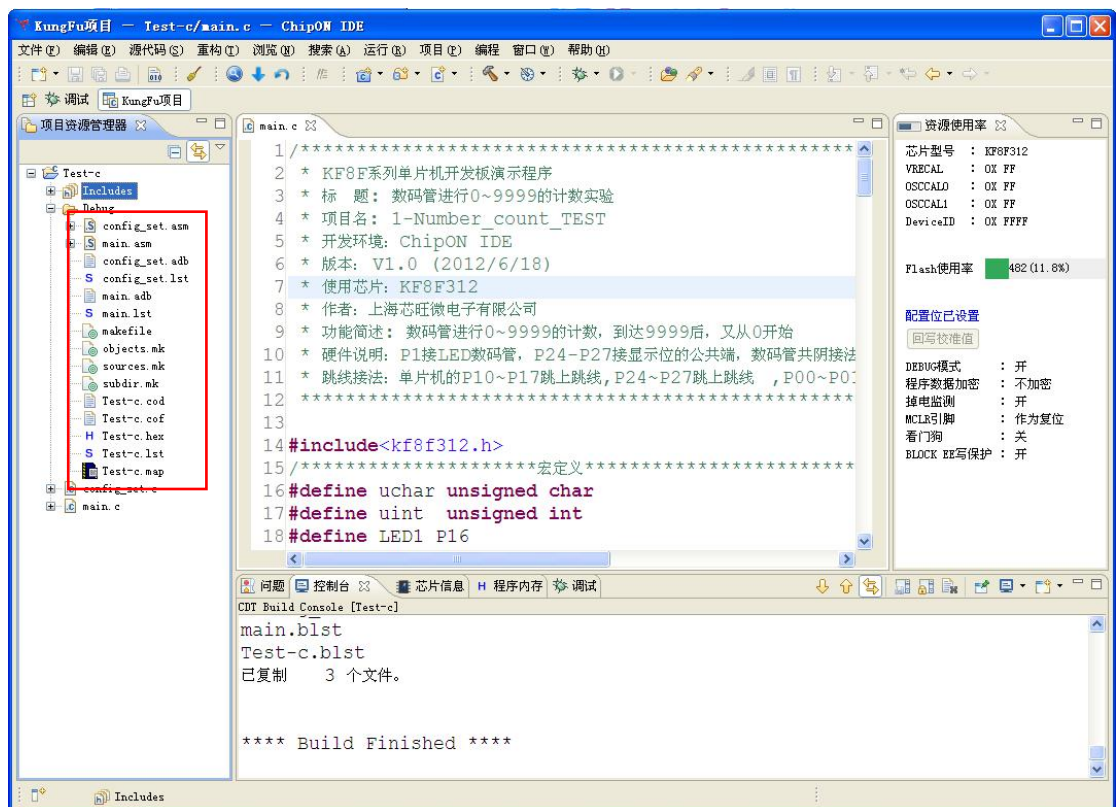 KungFu项目 — Test-c/main.c — ChipON IDE
文件(F) 编辑(E) 源代码(S) 重构(T) 浏览(N) 搜索(A) 运行(R) 项目(P) 编程 窗口(W) 帮助(H)
调试 KungFu项目
项目资源管理器
Test-c
Includes
Debug
config_set.asm
main.asm
config_set.adb
config_set.lst
main.adb
main.lst
makefile
objects.mk
sources.mk
subdir.mk
Test-c.cod
Test-c.cof
Test-c.hex
Test-c.lst
Test-c.map
config_set.c
main.c
main.c
1 /****************************************************
2 * KF8F系列单片机开发板演示程序
3 * 标 题: 数码管进行0~9999的计数实验
4 * 项目名: 1-Number_count_TEST
5 * 开发环境: ChipON IDE
6 * 版本: V1.0 (2012/6/18)
7 * 使用芯片: KF8F312
8 * 作者: 上海芯旺微电子有限公司
9 * 功能简述: 数码管进行0~9999的计数, 到达9999后, 又从0开始
10 * 硬件说明: P1接LED数码管, P24-P27接显示位的公共端, 数码管共阴接法
11 * 跳线接法: 单片机的P10~P17跳上跳线,P24~P27跳上跳线 ,P00~P01
12 ****************************************************
13
14 #include<kf8f312.h>
15 /**********************宏定义*************************
16 #define uchar unsigned char
17 #define uint unsigned int
18 #define LED1 P16
资源使用率
芯片型号 : KF8F312
VRECAL : 0X FF
OSCCAL0 : 0X FF
OSCCAL1 : 0X FF
DeviceID : 0X FFFF
Flash使用率 482(11.8%)
配置位已设置
回写校准值
DEBUG模式 : 开
程序数据加密 : 不加密
掉电监测 : 开
MCLR引脚 : 作为复位
看门狗 : 关
BLOCK EE写保护 : 开
问题 控制台 芯片信息 程序内存 调试
CDT Build Console [Test-c]
main.blst
Test-c.blst
已复制 3 个文件。
**** Build Finished ****
Includes